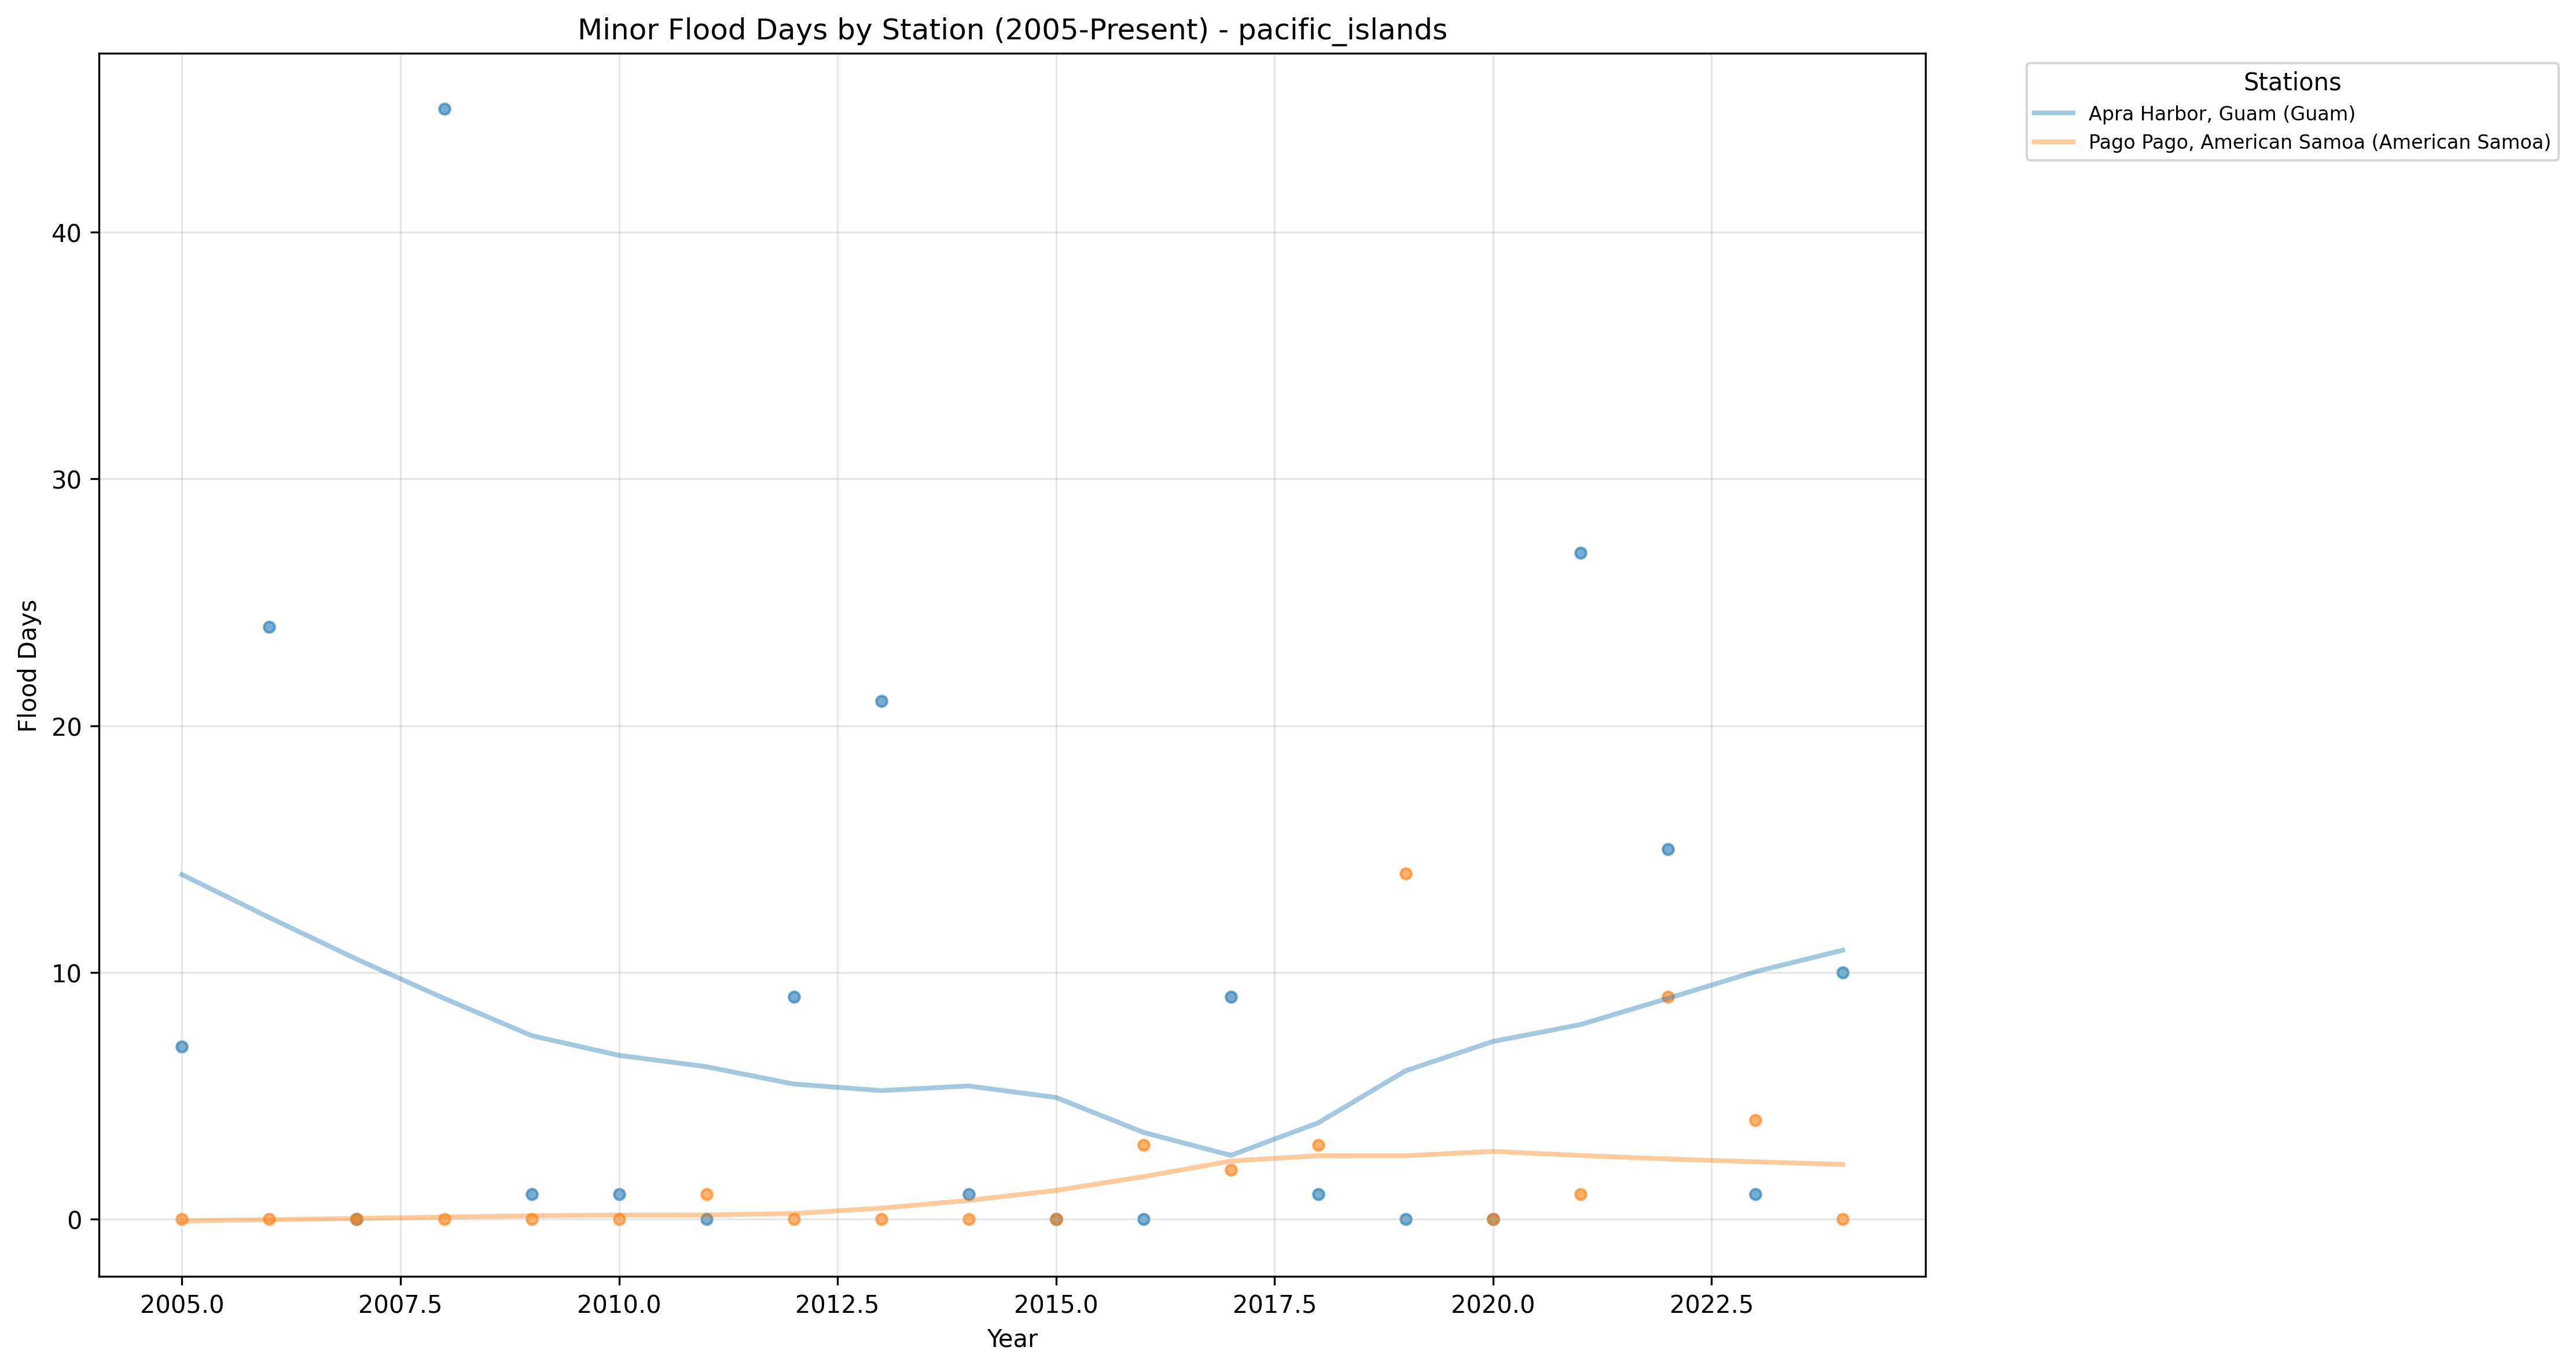 Minor Flood Days by Station (2005-Present) - pacific_islands
Stations
Apra Harbor, Guam (Guam)
Pago Pago, American Samoa (American Samoa)
Flood Days
40
30
20
10
0
2005.0 2007.5 2010.0 2012.5 2015.0 2017.5 2020.0 2022.5
Year